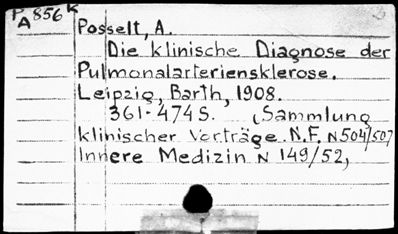 PA 856 K
Posselt, A.
Die klinische Diagnose der
Pulmonalarteriensklerose.
Leipzig, Barth, 1908.
361-474 S. (Sammlung
klinischer Vorträge. N.F. N 504/507
Innere Medizin N 149/52,